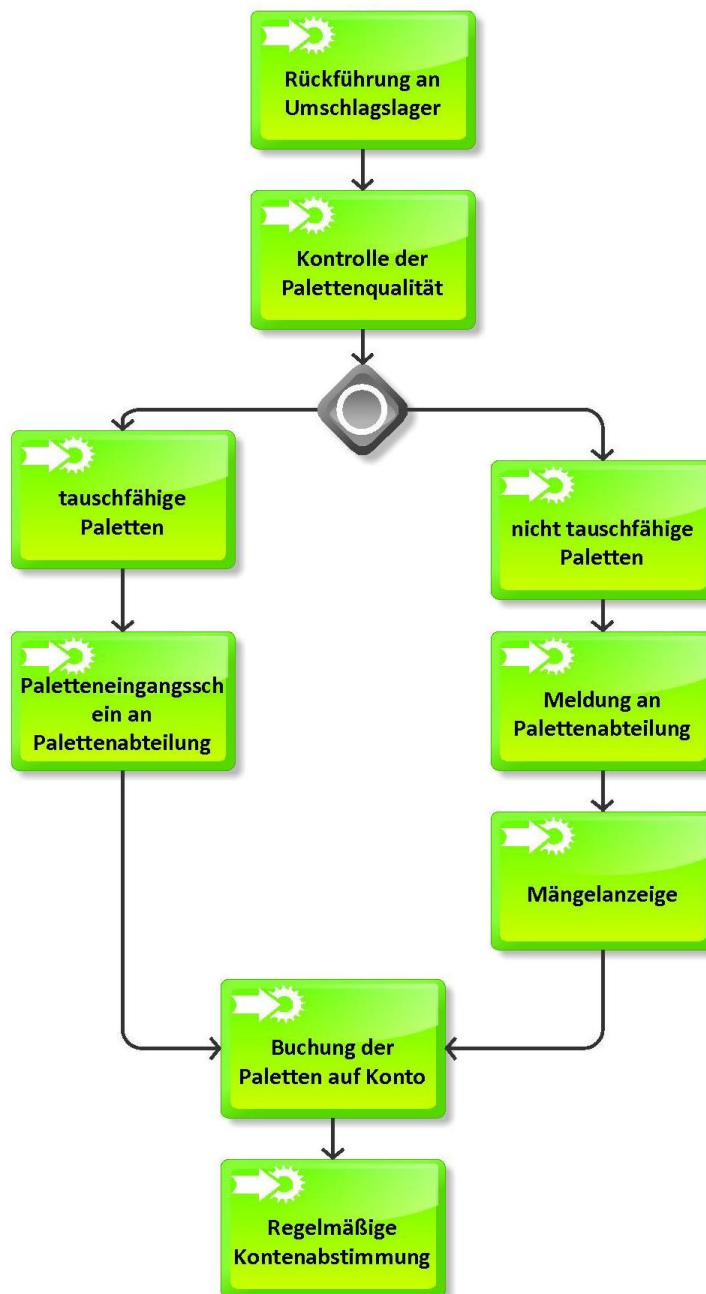 Rückführung an
Umschlagslager
Kontrolle der
Palettenqualität
tauschfähige
Paletten
nicht tauschfähige
Paletten
Paletteneingangssch
ein an
Palettenabteilung
Meldung an
Palettenabteilung
Mängelanzeige
Buchung der
Paletten auf Konto
Regelmäßige
Kontenabstimmung